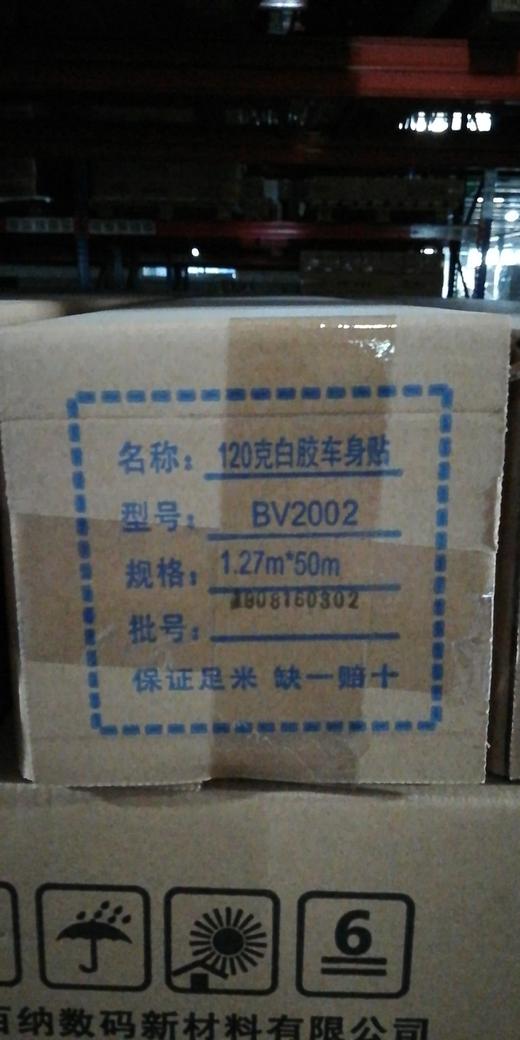 名称：120克白胶车身贴
型号：BV2002
规格：1.27m*50m
批号：1908160302
保证足米 缺一赔十
6
百纳数码新材料有限公司